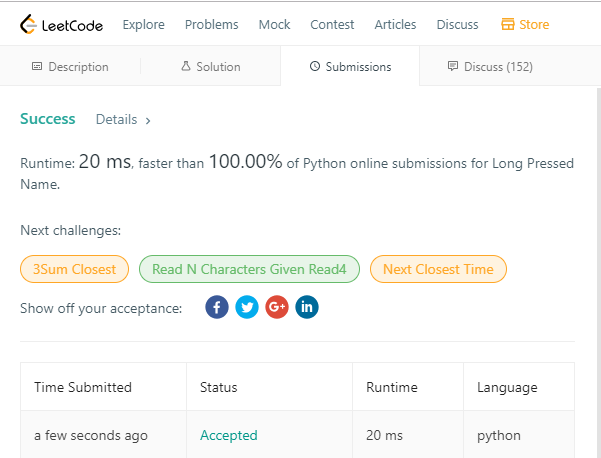 LeetCode Explore Problems Mock Contest Articles Discuss Store
Description Solution Submissions Discuss (152)
Success Details >
Runtime: 20 ms, faster than 100.00% of Python online submissions for Long Pressed
Name.
Next challenges:
3Sum Closest Read N Characters Given Read4 Next Closest Time
Show off your acceptance: f G+ in
Time Submitted Status Runtime Language
a few seconds ago Accepted 20 ms python